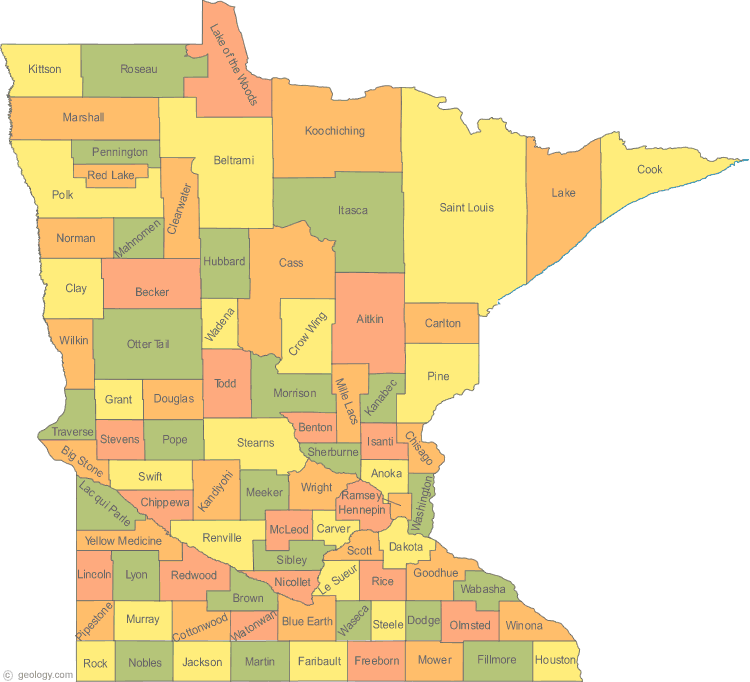 Lake of the Woods
Kittson
Roseau
Marshall
Koochiching
Pennington
Beltrami
Red Lake
Cook
Polk
Itasca
Saint Louis
Lake
Clearwater
Norman
Mahnomen
Hubbard
Cass
Clay
Becker
Aitkin
Wadena
Crow Wing
Carlton
Wilkin
Otter Tail
Pine
Todd
Morrison
Mille Lacs
Kanabec
Grant
Douglas
Traverse
Stevens
Pope
Stearns
Benton
Isanti
Chisago
Sherburne
Big Stone
Swift
Kandiyohi
Meeker
Wright
Anoka
Ramsey
Hennepin
Washington
Lac qui Parle
Chippewa
McLeod
Carver
Yellow Medicine
Renville
Scott
Dakota
Sibley
Lincoln
Lyon
Redwood
Nicollet
Le Sueur
Rice
Goodhue
Wabasha
Brown
Pipestone
Murray
Cottonwood
Watonwan
Blue Earth
Waseca
Steele
Dodge
Olmsted
Winona
Rock
Nobles
Jackson
Martin
Faribault
Freeborn
Mower
Fillmore
Houston
© geology.com